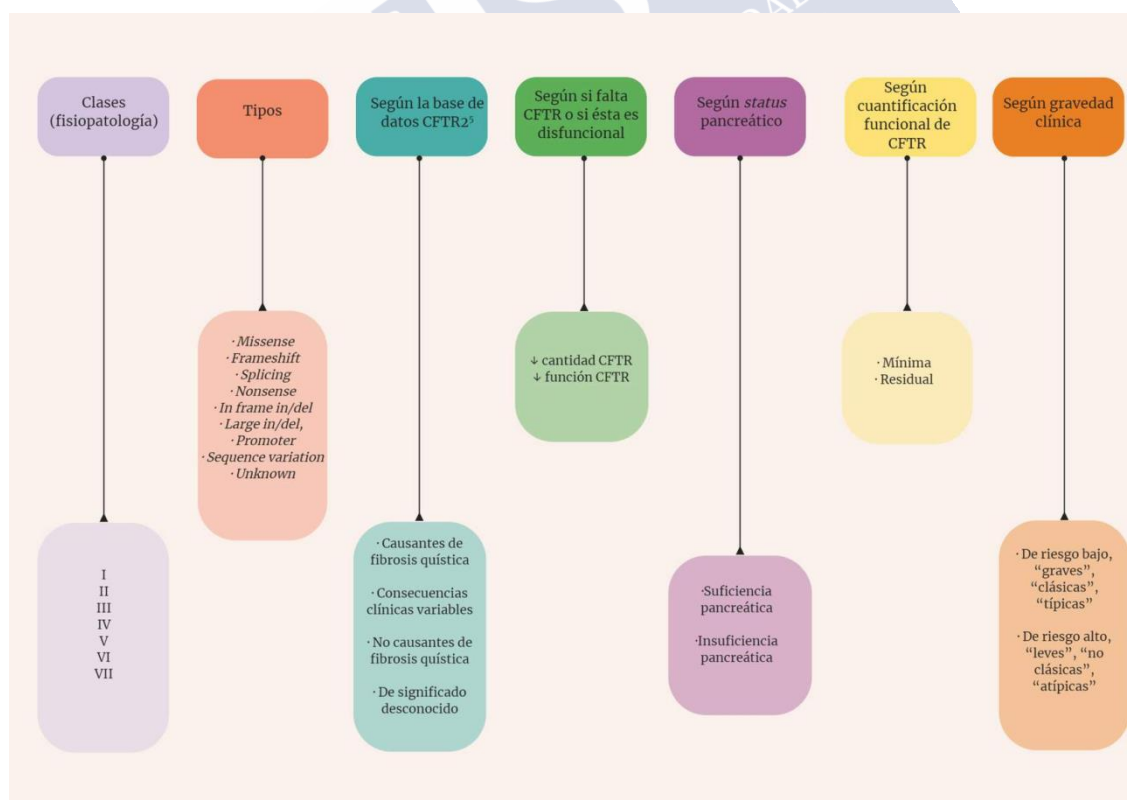 Clases
(fisiopatología)
Tipos
Según la base de
datos CFTR2⁵
Según si falta
CFTR o si ésta es
disfuncional
Según status
pancreático
Según
cuantificación
funcional de
CFTR
Según gravedad
clínica
· Missense
· Frameshift
· Splicing
· Nonsense
· In frame in/del
· Large in/del,
· Promoter
· Sequence variation
· Unknown
↓ cantidad CFTR
↓ función CFTR
· Mínima
· Residual
I
II
III
IV
V
VI
VII
· Causantes de
fibrosis quística
· Consecuencias
clínicas variables
· No causantes de
fibrosis quística
· De significado
desconocido
·Suficiencia
pancreática
·Insuficiencia
pancreática
· De riesgo bajo,
“graves”,
“clásicas”,
“típicas”
· De riesgo alto,
“leves”, “no
clásicas”,
“atípicas”